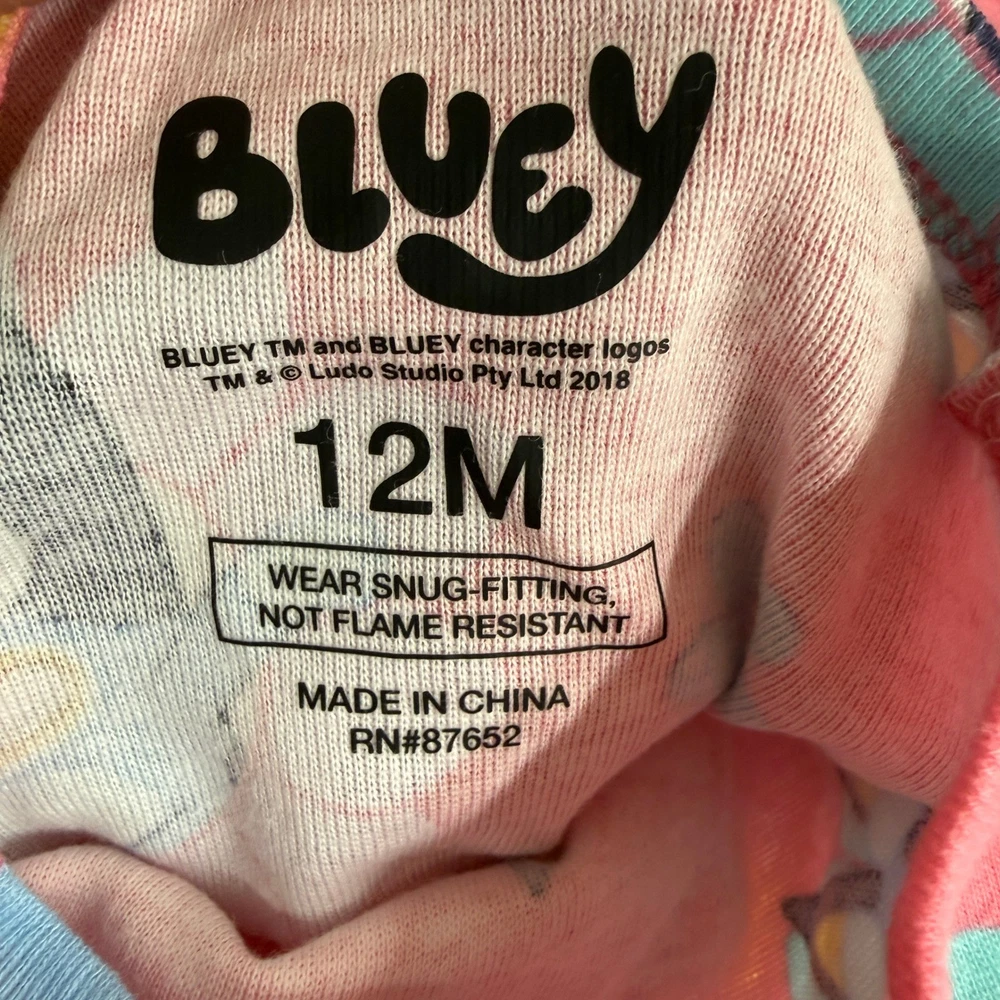 BLUEY
BLUEY TM and BLUEY character logos
TM & © Ludo Studio Pty Ltd 2018
12M
WEAR SNUG-FITTING,
NOT FLAME RESISTANT
MADE IN CHINA
RN#87652